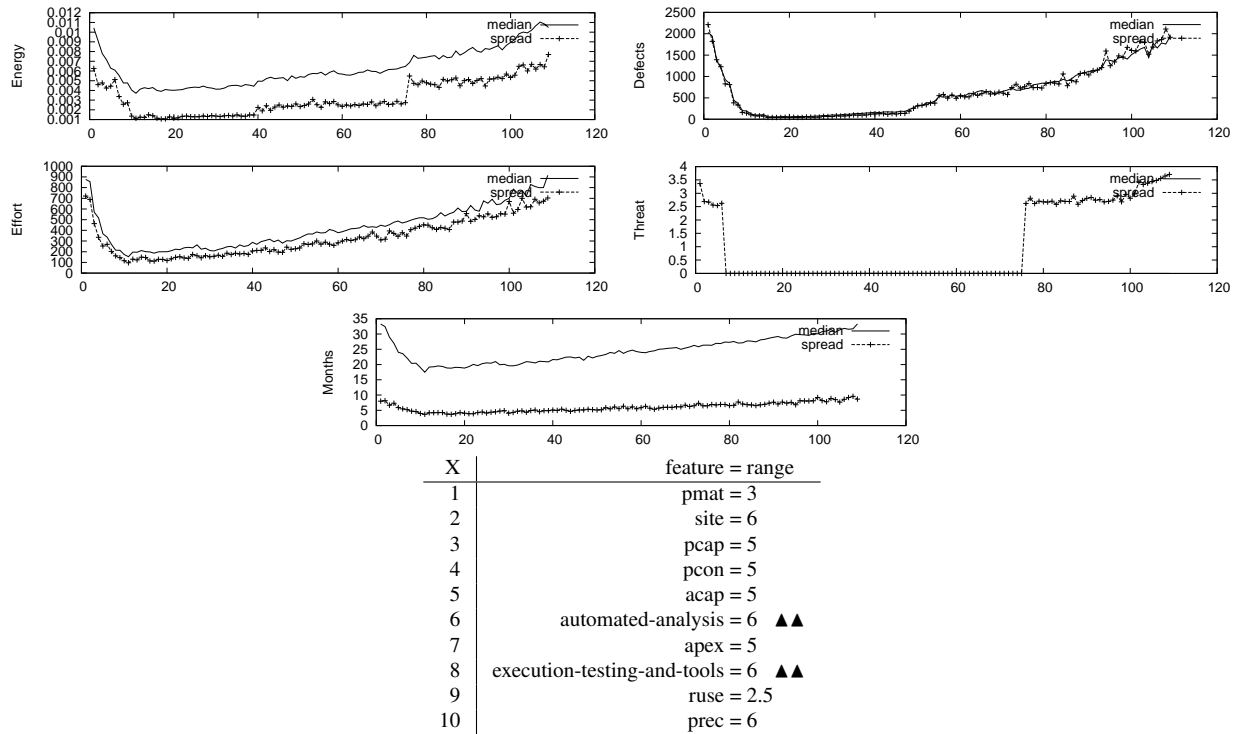 Energy
0.012
0.011
0.009
0.008
0.007
0.006
0.005
0.004
0.003
0.002
0.001
0 20 40 60 80 100 120
median
spread
Defects
2500
2000
1500
1000
500
0
0 20 40 60 80 100 120
median
spread
Effort
1000
900
800
700
600
500
400
300
200
100
0
0 20 40 60 80 100 120
median
spread
Threat
4
3.5
3
2.5
2
1.5
1
0.5
0
0 20 40 60 80 100 120
median
spread
Months
35
30
25
20
15
10
5
0
0 20 40 60 80 100 120
median
spread
X feature = range
1 pmat = 3
2 site = 6
3 pcap = 5
4 pcon = 5
5 acap = 5
6 automated-analysis = 6 ▲▲
7 apex = 5
8 execution-testing-and-tools = 6 ▲▲
9 ruse = 2.5
10 prec = 6